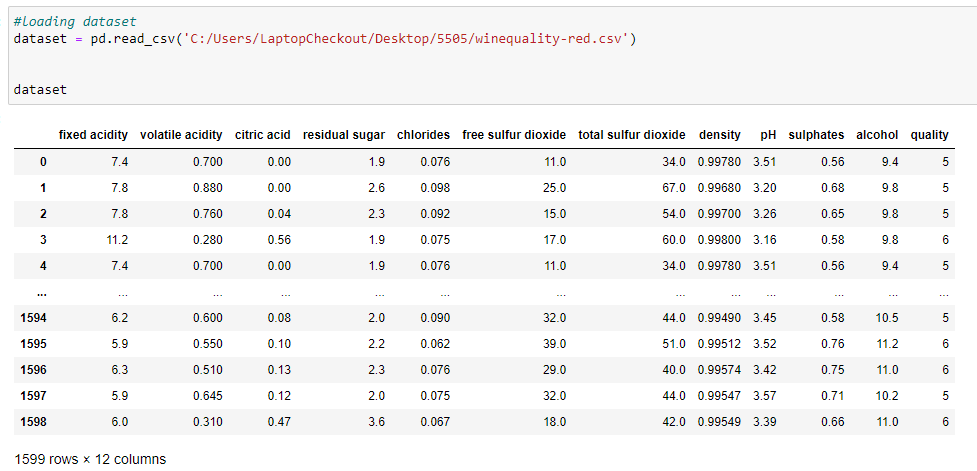 #loading dataset
dataset = pd.read_csv('C:/Users/LaptopCheckout/Desktop/5505/winequality-red.csv')
dataset
fixed acidity volatile acidity citric acid residual sugar chlorides free sulfur dioxide total sulfur dioxide density pH sulphates alcohol quality
0 7.4 0.700 0.00 1.9 0.076 11.0 34.0 0.99780 3.51 0.56 9.4 5
1 7.8 0.880 0.00 2.6 0.098 25.0 67.0 0.99680 3.20 0.68 9.8 5
2 7.8 0.760 0.04 2.3 0.092 15.0 54.0 0.99700 3.26 0.65 9.8 5
3 11.2 0.280 0.56 1.9 0.075 17.0 60.0 0.99800 3.16 0.58 9.8 6
4 7.4 0.700 0.00 1.9 0.076 11.0 34.0 0.99780 3.51 0.56 9.4 5
... ... ... ... ... ... ... ... ... ... ... ... ...
1594 6.2 0.600 0.08 2.0 0.090 32.0 44.0 0.99490 3.45 0.58 10.5 5
1595 5.9 0.550 0.10 2.2 0.062 39.0 51.0 0.99512 3.52 0.76 11.2 6
1596 6.3 0.510 0.13 2.3 0.076 29.0 40.0 0.99574 3.42 0.75 11.0 6
1597 5.9 0.645 0.12 2.0 0.075 32.0 44.0 0.99547 3.57 0.71 10.2 5
1598 6.0 0.310 0.47 3.6 0.067 18.0 42.0 0.99549 3.39 0.66 11.0 6
1599 rows × 12 columns